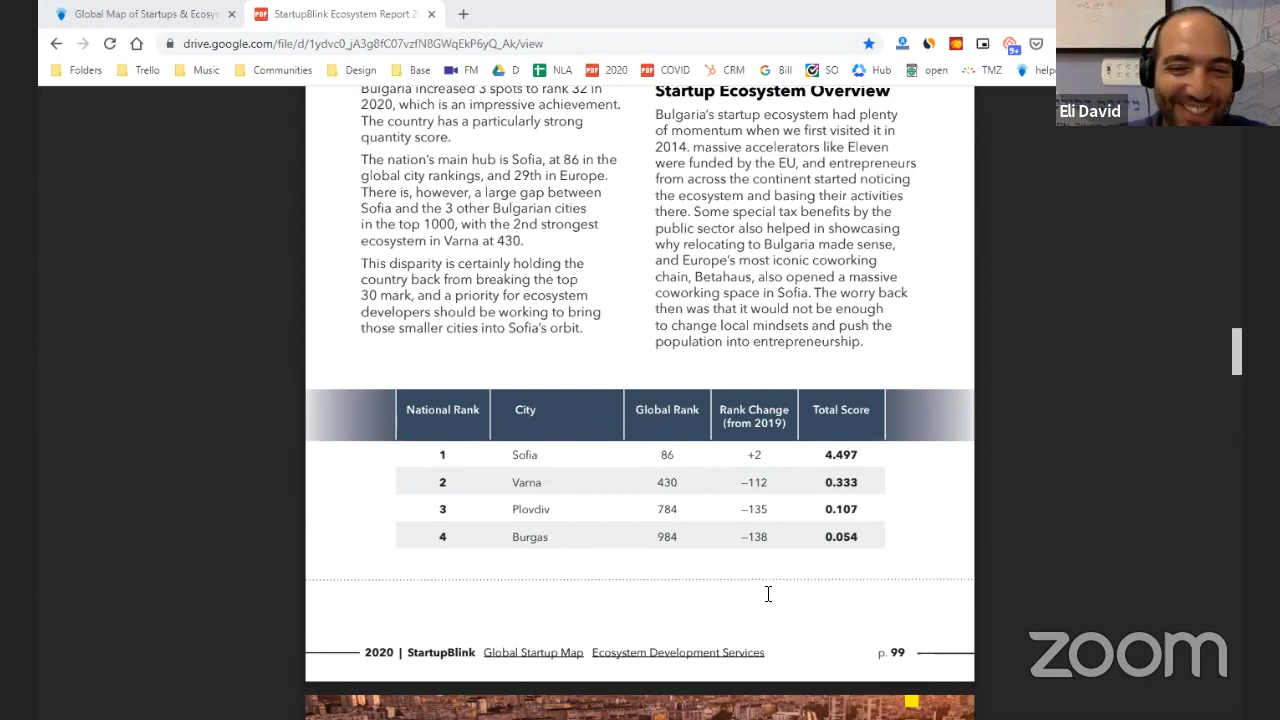 Global Map of Startups & Ecosys
StartupBlink Ecosystem Report 2
drive.google.com/file/d/1ydvc0_jA3g8fC07vzfN8GWqEkP6yQ_Ak/view
9+
Folders Trello Music Communities Design Base FM D NLA 2020 COVID CRM Bill SO Hub open TMZ help
Eli David
Bulgaria increased 3 spots to rank 32 in
2020, which is an impressive achievement.
The country has a particularly strong
quantity score.
The nation's main hub is Sofia, at 86 in the
global city rankings, and 29th in Europe.
There is, however, a large gap between
Sofia and the 3 other Bulgarian cities
in the top 1000, with the 2nd strongest
ecosystem in Varna at 430.
This disparity is certainly holding the
country back from breaking the top
30 mark, and a priority for ecosystem
developers should be working to bring
those smaller cities into Sofia's orbit.
Startup Ecosystem Overview
Bulgaria's startup ecosystem had plenty
of momentum when we first visited it in
2014. massive accelerators like Eleven
were funded by the EU, and entrepreneurs
from across the continent started noticing
the ecosystem and basing their activities
there. Some special tax benefits by the
public sector also helped in showcasing
why relocating to Bulgaria made sense,
and Europe's most iconic coworking
chain, Betahaus, also opened a massive
coworking space in Sofia. The worry back
then was that it would not be enough
to change local mindsets and push the
population into entrepreneurship.
National Rank City Global Rank Rank Change (from 2019) Total Score
1 Sofia 86 +2 4.497
2 Varna 430 –112 0.333
3 Plovdiv 784 –135 0.107
4 Burgas 984 –138 0.054
2020 | StartupBlink Global Startup Map Ecosystem Development Services p. 99
zoom